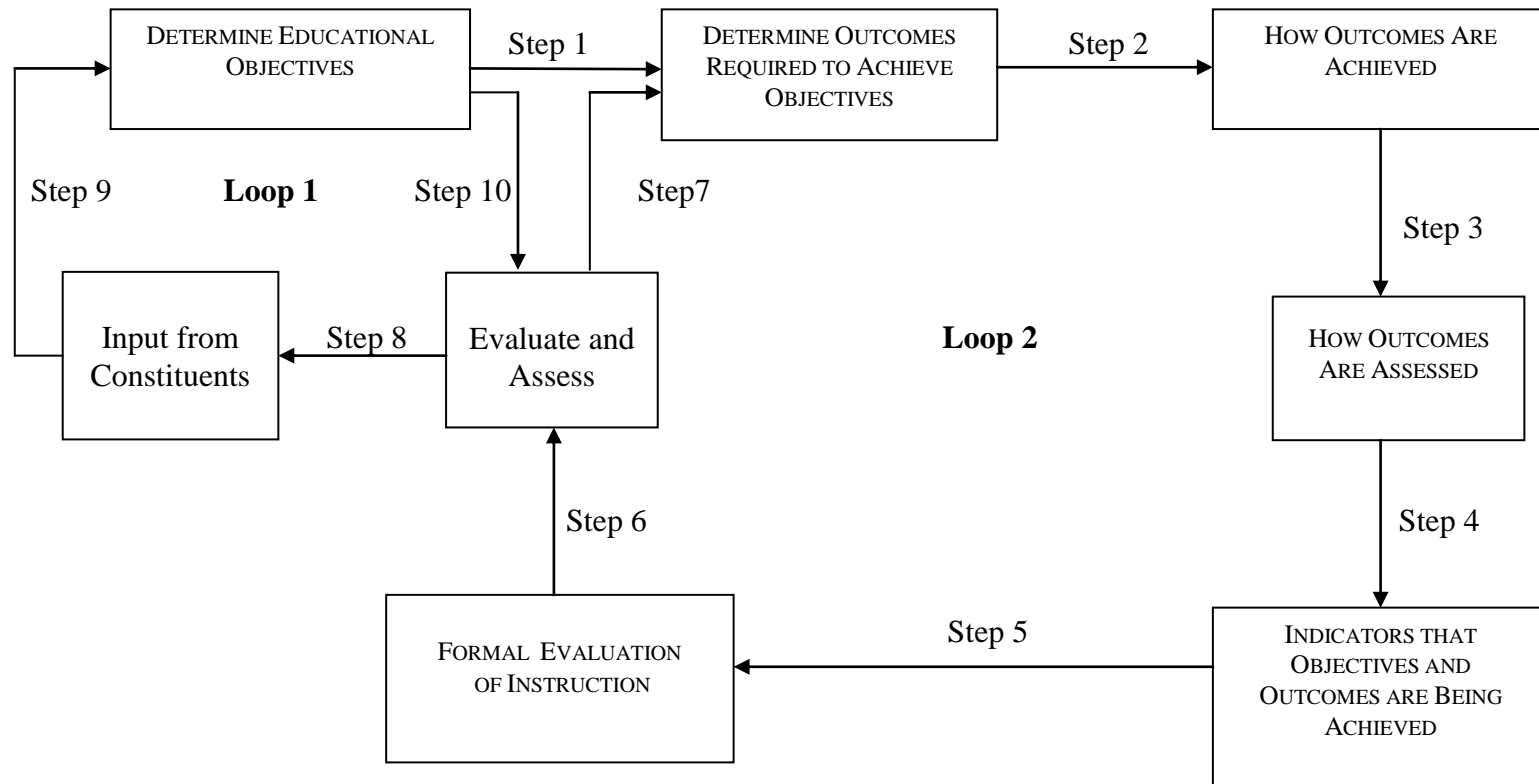 DETERMINE EDUCATIONAL
OBJECTIVES
Step 1
DETERMINE OUTCOMES
REQUIRED TO ACHIEVE
OBJECTIVES
Step 2
HOW OUTCOMES ARE
ACHIEVED
Step 9
Loop 1
Step 10
Step7
Step 3
Input from
Constituents
Step 8
Evaluate and
Assess
Loop 2
HOW OUTCOMES
ARE ASSESSED
Step 6
Step 4
FORMAL EVALUATION
OF INSTRUCTION
Step 5
INDICATORS THAT
OBJECTIVES AND
OUTCOMES ARE BEING
ACHIEVED